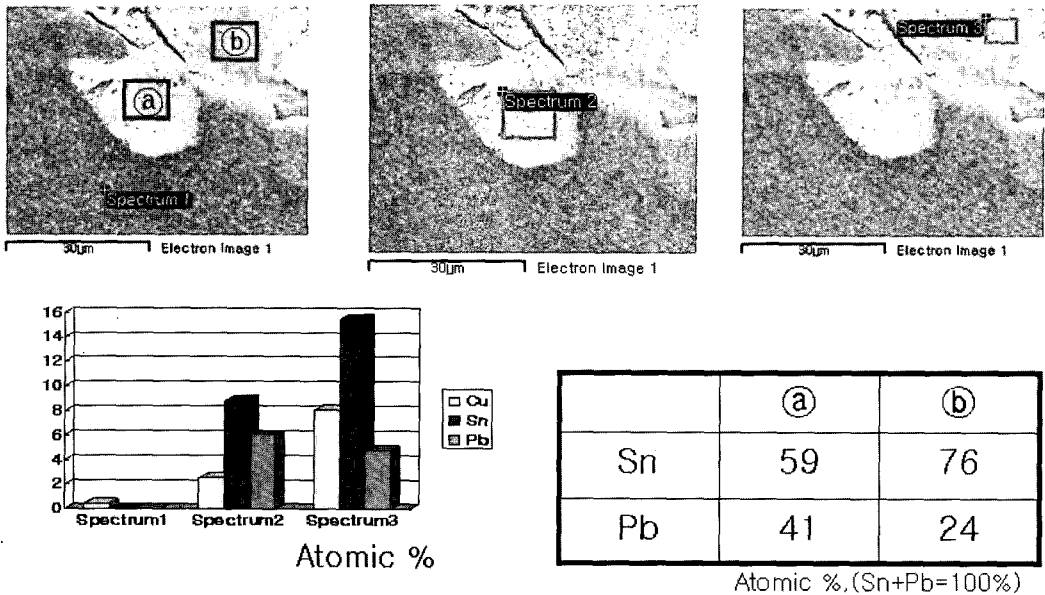 ⓐ
ⓑ
Spectrum 1
30µm Electron Image 1
Spectrum 2
30µm Electron Image 1
Spectrum 3
30µm Electron Image 1
16
14
12
10
8
6
4
2
0
Spectrum1 Spectrum2 Spectrum3
Cu
Sn
Pb
Atomic %
ⓐ ⓑ
Sn 59 76
Pb 41 24
Atomic %,(Sn+Pb=100%)